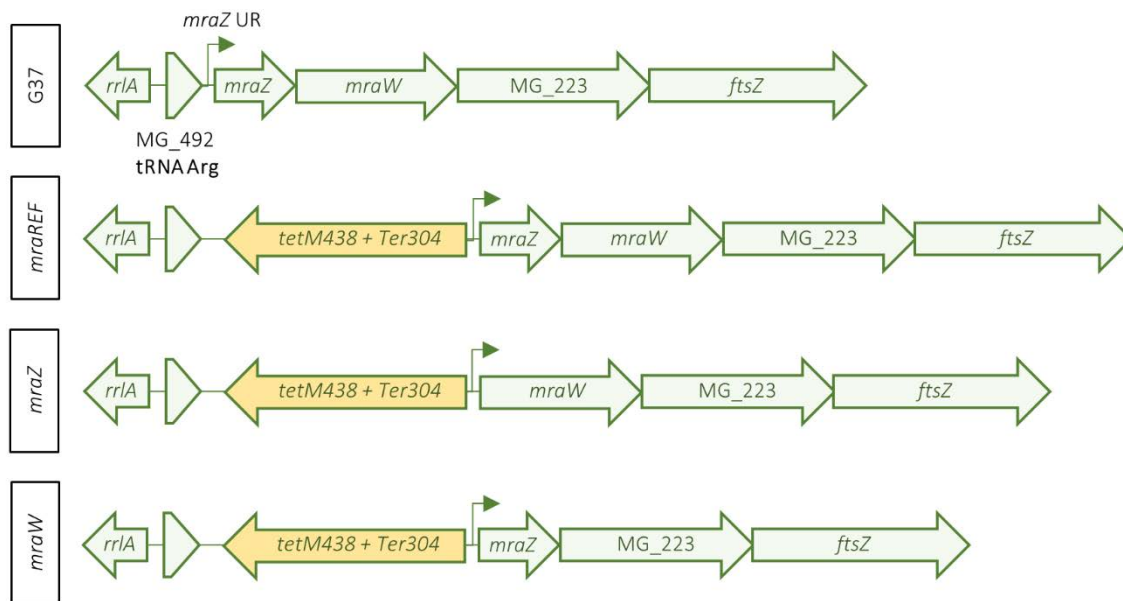 mraZ UR
G37
rrlA
mraZ
mraW
MG_223
ftsZ
MG_492
tRNA Arg
mraREF
rrlA
tetM438 + Ter304
mraZ
mraW
MG_223
ftsZ
mraZ
rrlA
tetM438 + Ter304
mraW
MG_223
ftsZ
mraW
rrlA
tetM438 + Ter304
mraZ
MG_223
ftsZ